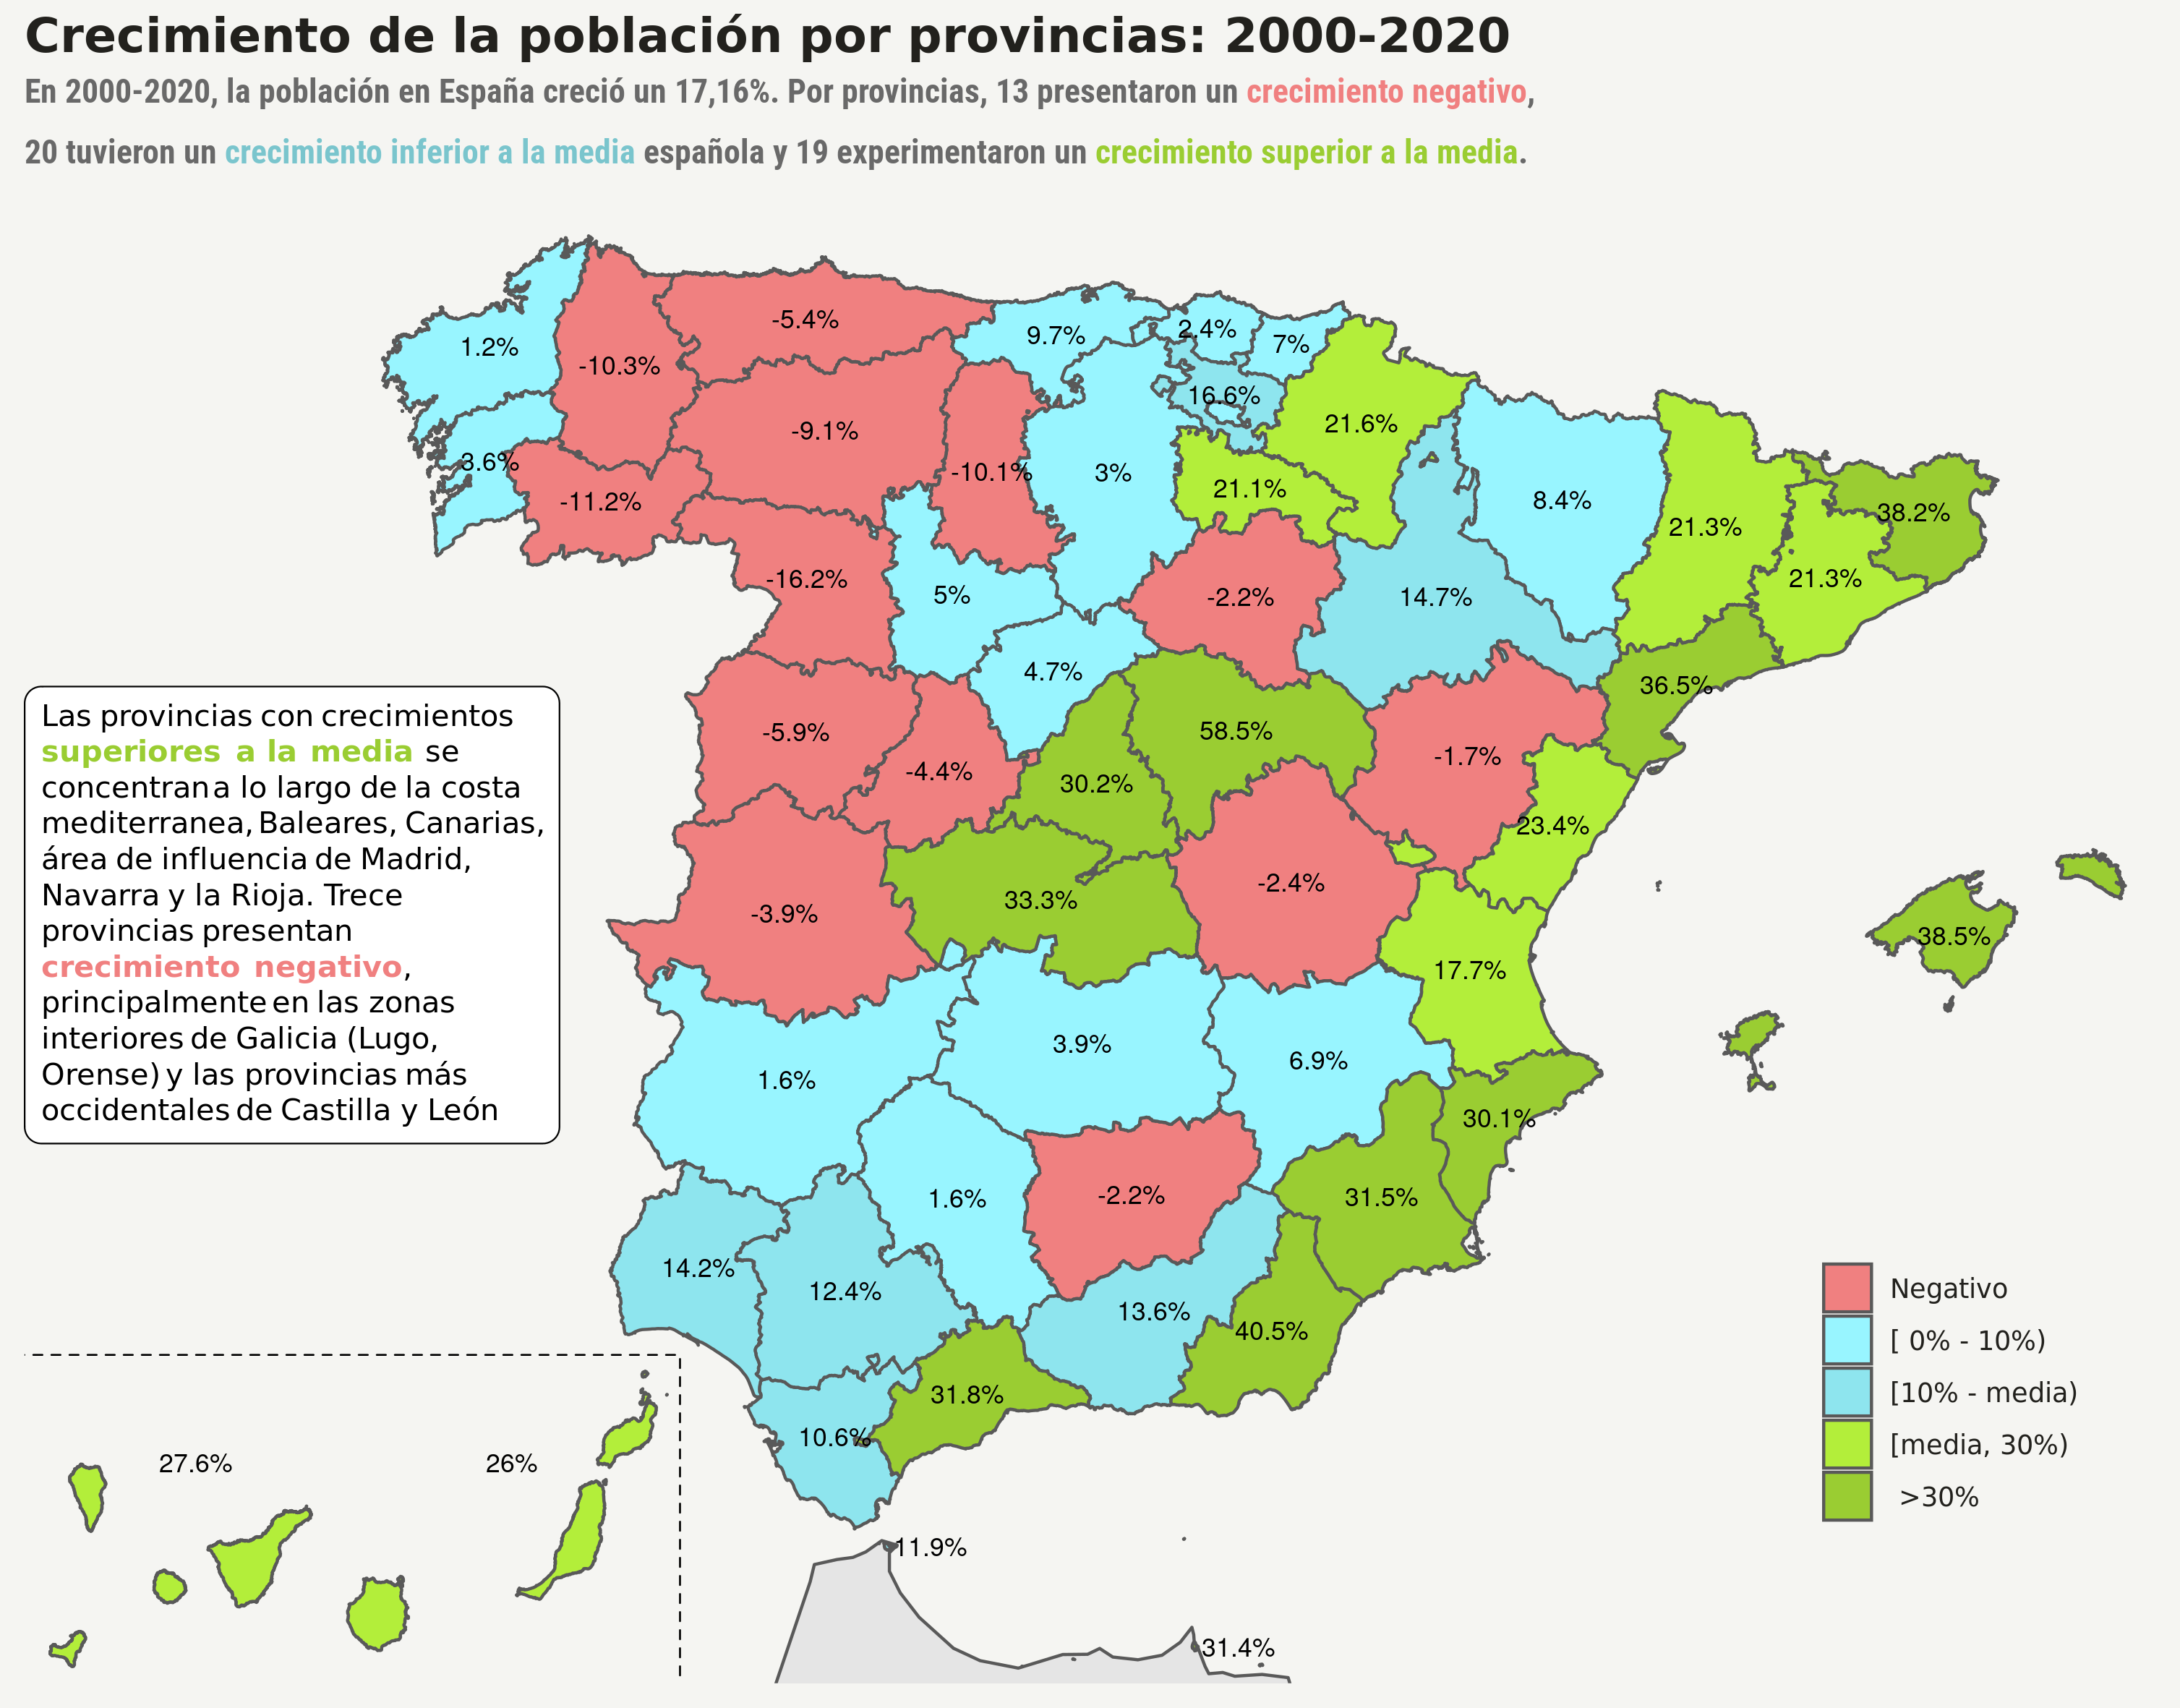 Crecimiento de la población por provincias: 2000-2020
En 2000-2020, la población en España creció un 17,16%. Por provincias, 13 presentaron un crecimiento negativo,
20 tuvieron un crecimiento inferior a la media española y 19 experimentaron un crecimiento superior a la media.
-5.4%
9.7%
2.4%
7%
1.2%
-10.3%
16.6%
21.6%
-9.1%
3.6%
-10.1%
3%
21.1%
8.4%
-11.2%
38.2%
21.3%
-16.2%
21.3%
5%
-2.2%
14.7%
4.7%
36.5%
-5.9%
58.5%
-1.7%
-4.4%
30.2%
23.4%
-2.4%
33.3%
-3.9%
38.5%
17.7%
3.9%
6.9%
1.6%
30.1%
1.6%
-2.2%
31.5%
14.2%
12.4%
13.6%
40.5%
31.8%
10.6%
27.6%
26%
11.9%
31.4%
Las provincias con crecimientos
superiores a la media se
concentran a lo largo de la costa
mediterranea, Baleares, Canarias,
área de influencia de Madrid,
Navarra y la Rioja. Trece
provincias presentan
crecimiento negativo,
principalmente en las zonas
interiores de Galicia (Lugo,
Orense) y las provincias más
occidentales de Castilla y León
Negativo
[ 0% - 10%)
[10% - media)
[media, 30%)
>30%